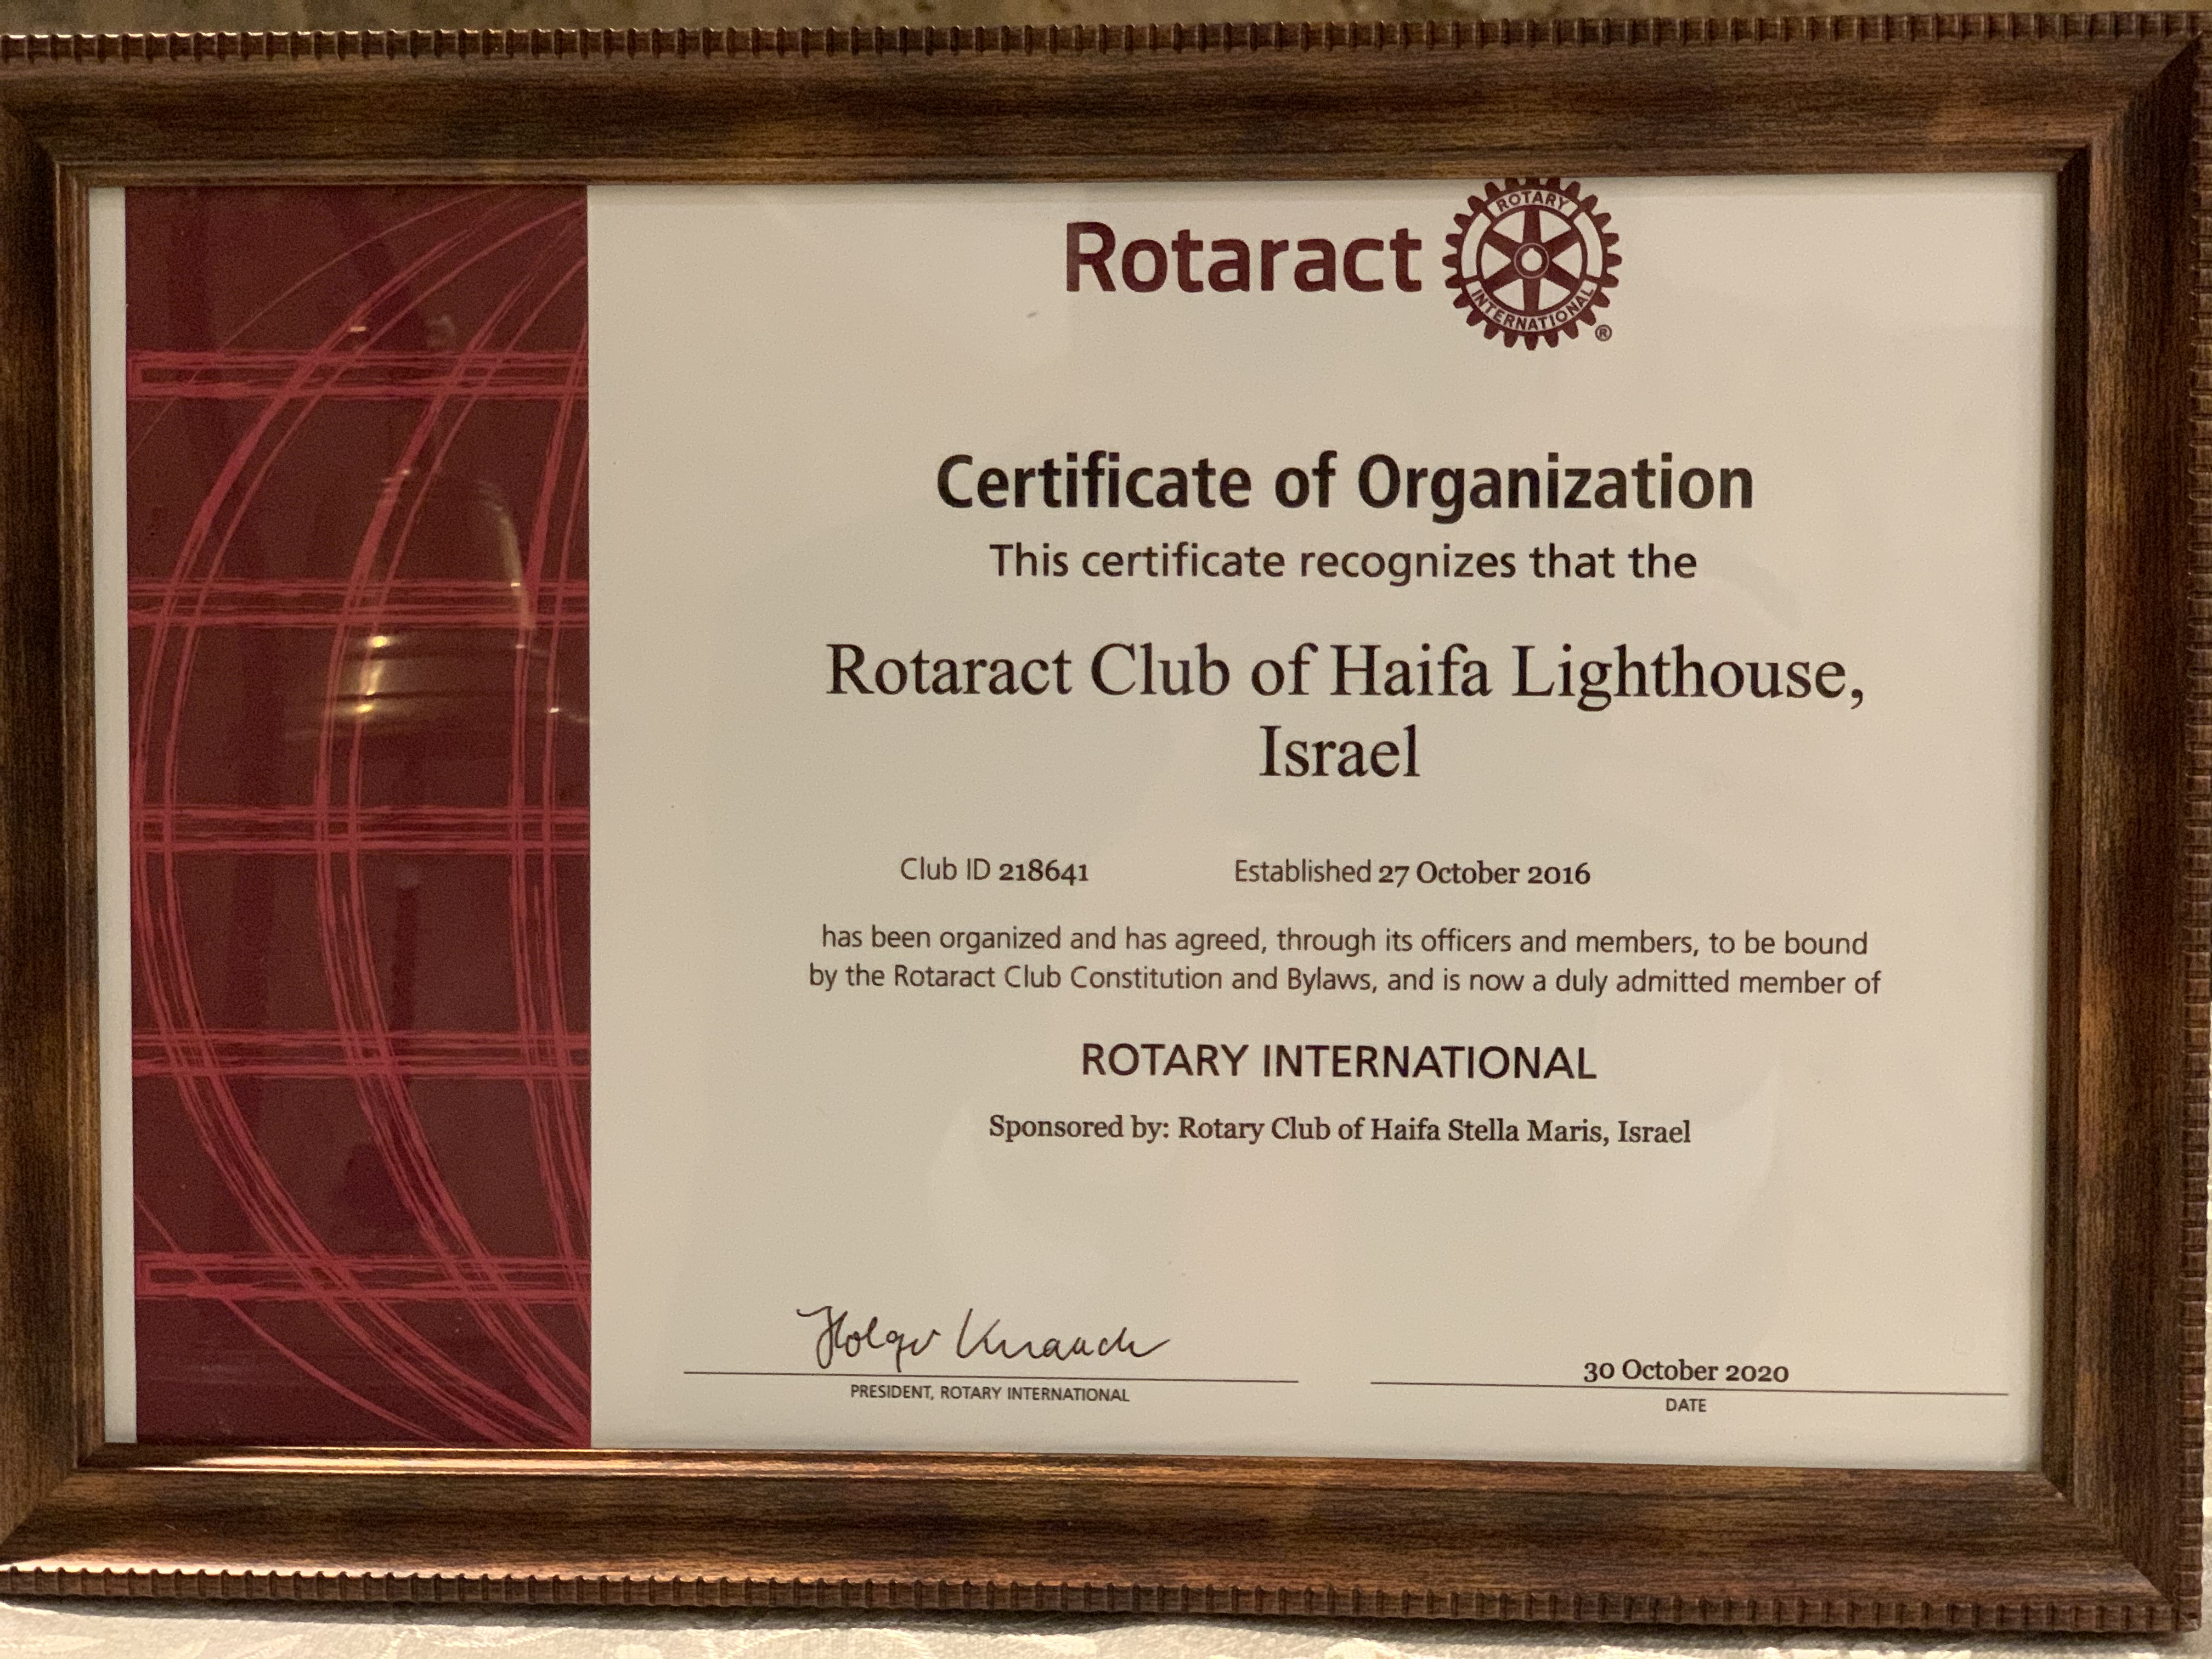 Rotaract
ROTARY
INTERNATIONAL
®
Certificate of Organization
This certificate recognizes that the
Rotaract Club of Haifa Lighthouse,
Israel
Club ID 218641 Established 27 October 2016
has been organized and has agreed, through its officers and members, to be bound
by the Rotaract Club Constitution and Bylaws, and is now a duly admitted member of
ROTARY INTERNATIONAL
Sponsored by: Rotary Club of Haifa Stella Maris, Israel
Holger Knaack
PRESIDENT, ROTARY INTERNATIONAL
30 October 2020
DATE